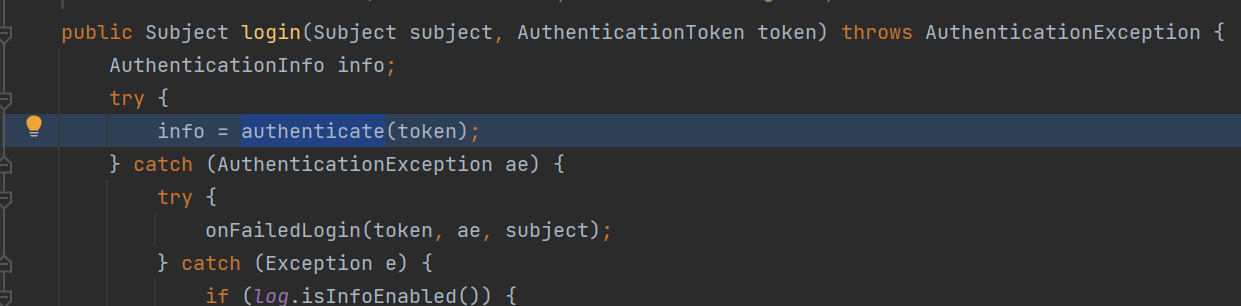 public Subject login(Subject subject, AuthenticationToken token) throws AuthenticationException {
AuthenticationInfo info;
try {
info = authenticate(token);
} catch (AuthenticationException ae) {
try {
onFailedLogin(token, ae, subject);
} catch (Exception e) {
if (log.isInfoEnabled()) {